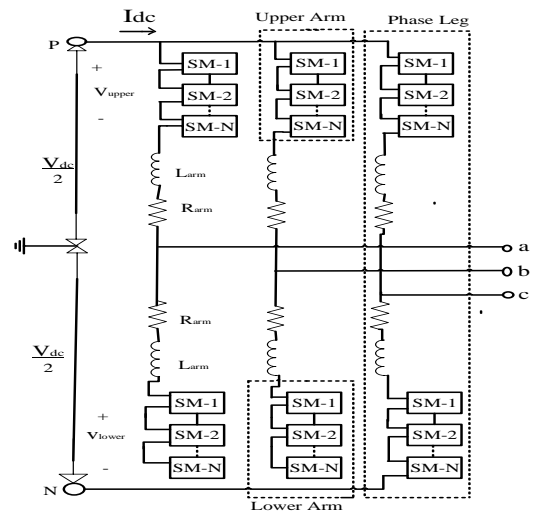 Idc
Upper Arm
Phase Leg
P
+
Vupper
-
SM-1
SM-2
SM-N
SM-1
SM-2
SM-N
SM-1
SM-2
SM-N
Vdc
2
Larm
Rarm
a
b
c
Rarm
Larm
Vdc
2
+
Vlower
-
SM-1
SM-2
SM-N
SM-1
SM-2
SM-N
SM-1
SM-2
SM-N
N
Lower Arm